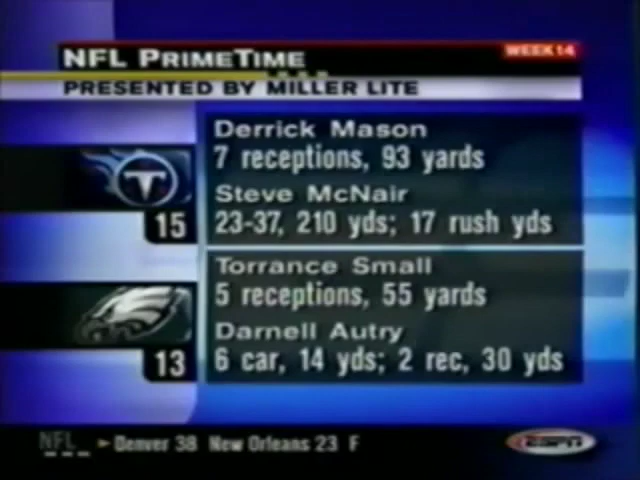 NFL PRIMETIME
WEEK14
PRESENTED BY MILLER LITE
Derrick Mason
7 receptions, 93 yards
Steve McNair
15
23-37, 210 yds; 17 rush yds
Torrance Small
5 receptions, 55 yards
Darnell Autry
13
6 car, 14 yds; 2 rec, 30 yds
NFL Denver 38 New Orleans 23 F
ESPN